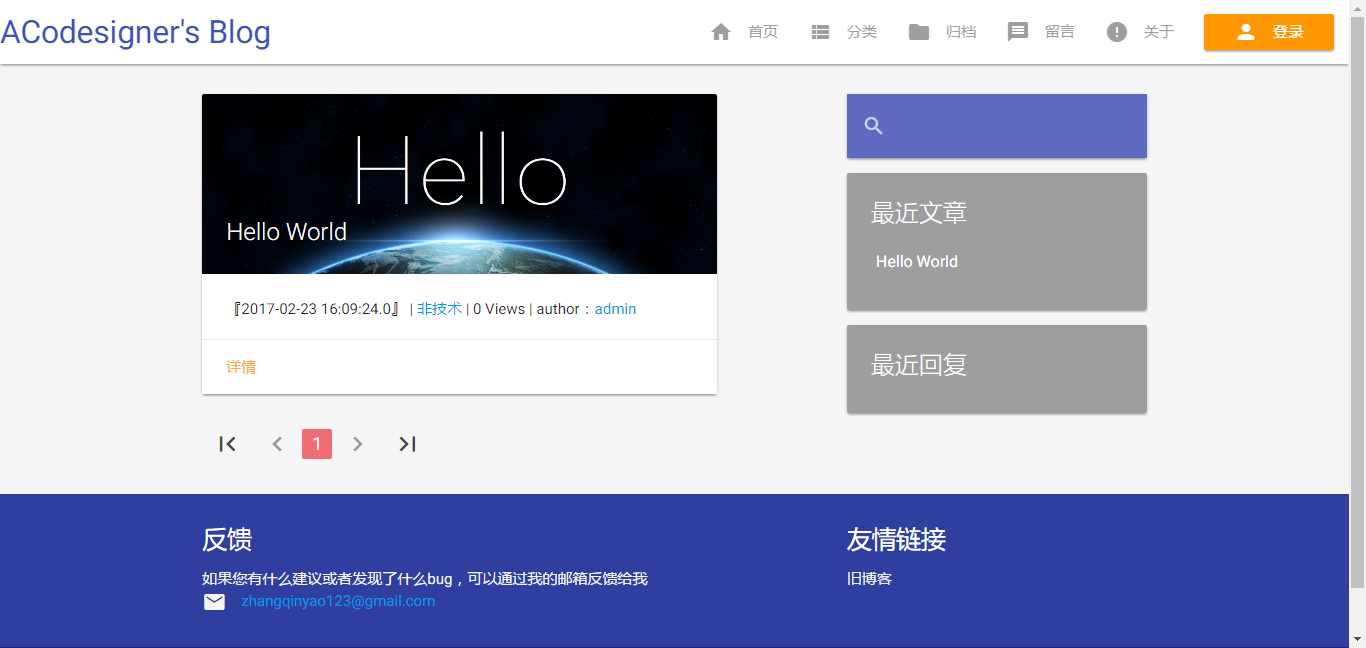 ACodesigner's Blog
首页
分类
归档
留言
关于
登录
Hello
Hello World
『2017-02-23 16:09:24.0』 | 非技术 | 0 Views | author：admin
详情
1
最近文章
Hello World
最近回复
反馈
如果您有什么建议或者发现了什么bug，可以通过我的邮箱反馈给我
zhangqinyao123@gmail.com
友情链接
旧博客